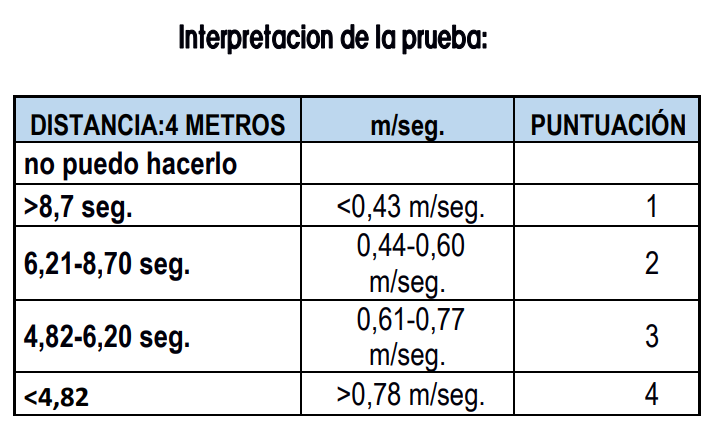 Interpretacion de la prueba:
DISTANCIA:4 METROS m/seg. PUNTUACIÓN
no puedo hacerlo
>8,7 seg. <0,43 m/seg. 1
6,21-8,70 seg. 0,44-0,60 m/seg. 2
4,82-6,20 seg. 0,61-0,77 m/seg. 3
<4,82 >0,78 m/seg. 4